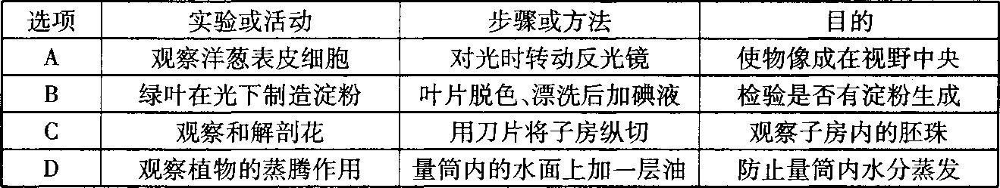 选项 实验或活动 步骤或方法 目的
A 观察洋葱表皮细胞 对光时转动反光镜 使物像成在视野中央
B 绿叶在光下制造淀粉 叶片脱色、漂洗后加碘液 检验是否有淀粉生成
C 观察和解剖花 用刀片将子房纵切 观察子房内的胚珠
D 观察植物的蒸腾作用 量筒内的水面上加一层油 防止量筒内水分蒸发